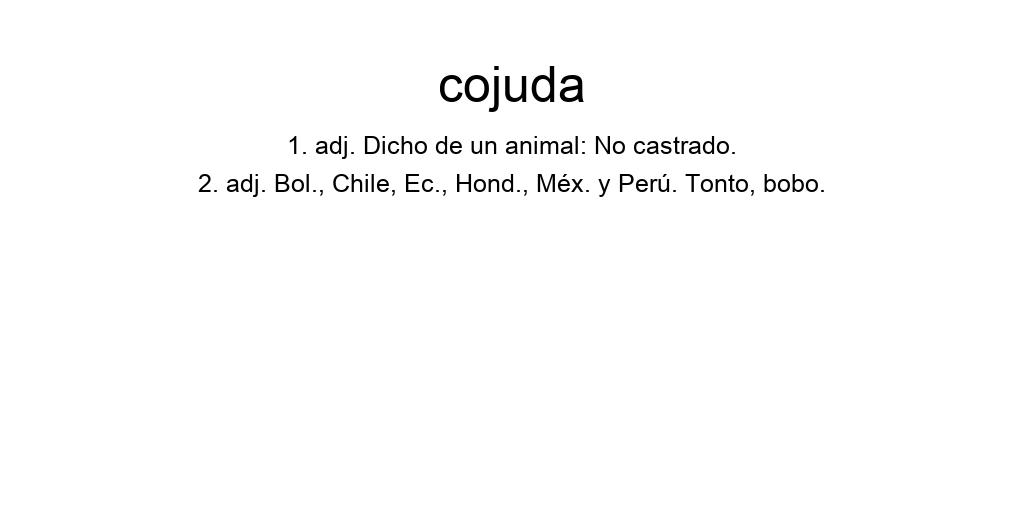 cojuda
1. adj. Dicho de un animal: No castrado.
2. adj. Bol., Chile, Ec., Hond., Méx. y Perú. Tonto, bobo.